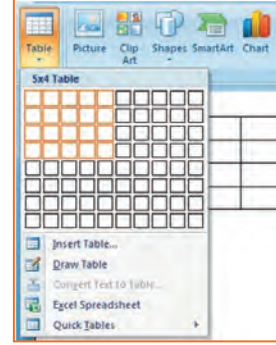 Table Picture Clip Art Shapes SmartArt Chart
5x4 Table
Insert Table...
Draw Table
Convert Text to Table...
Excel Spreadsheet
Quick Tables